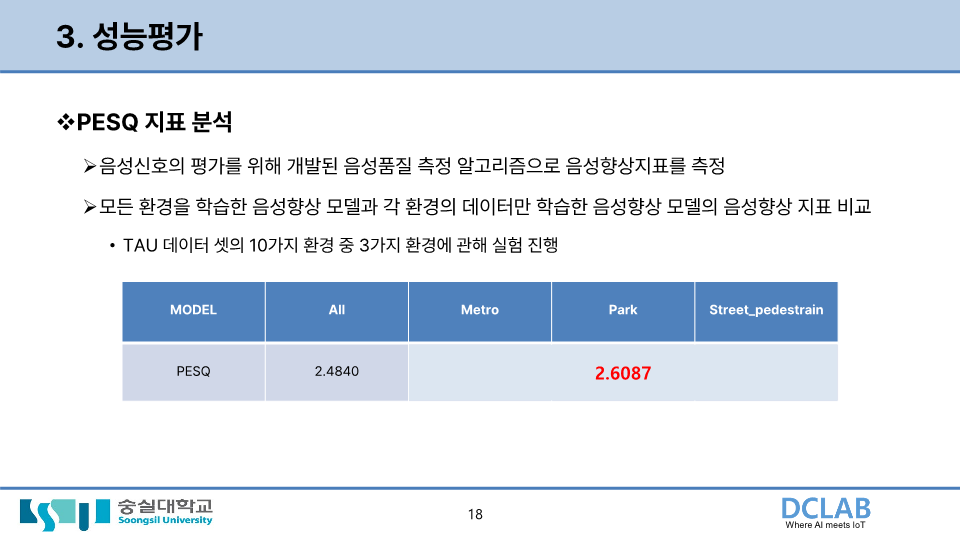 3. 성능평가
❖PESQ 지표 분석
➢음성신호의 평가를 위해 개발된 음성품질 측정 알고리즘으로 음성향상지표를 측정
➢모든 환경을 학습한 음성향상 모델과 각 환경의 데이터만 학습한 음성향상 모델의 음성향상 지표 비교
• TAU 데이터 셋의 10가지 환경 중 3가지 환경에 관해 실험 진행
MODEL All Metro Park Street_pedestrain
PESQ 2.4840 2.6087
숭실대학교
Soongsil University
18
DCLAB
Where AI meets IoT